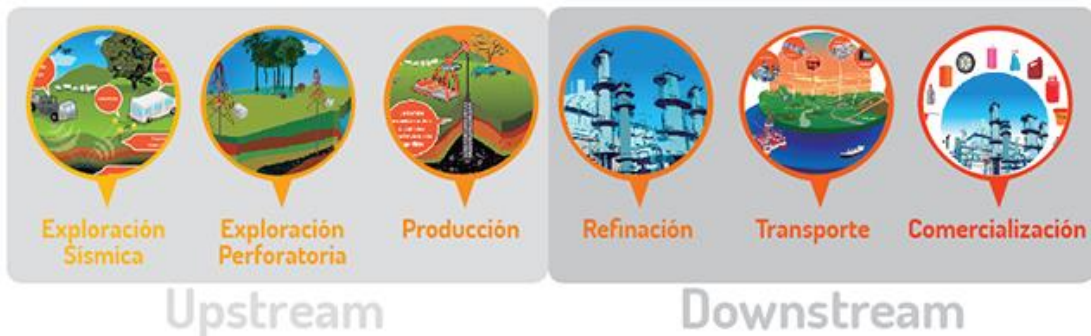 Exploración
Sísmica
Exploración
Perforatoria
Producción
Refinación
Transporte
Comercialización
Upstream
Downstream